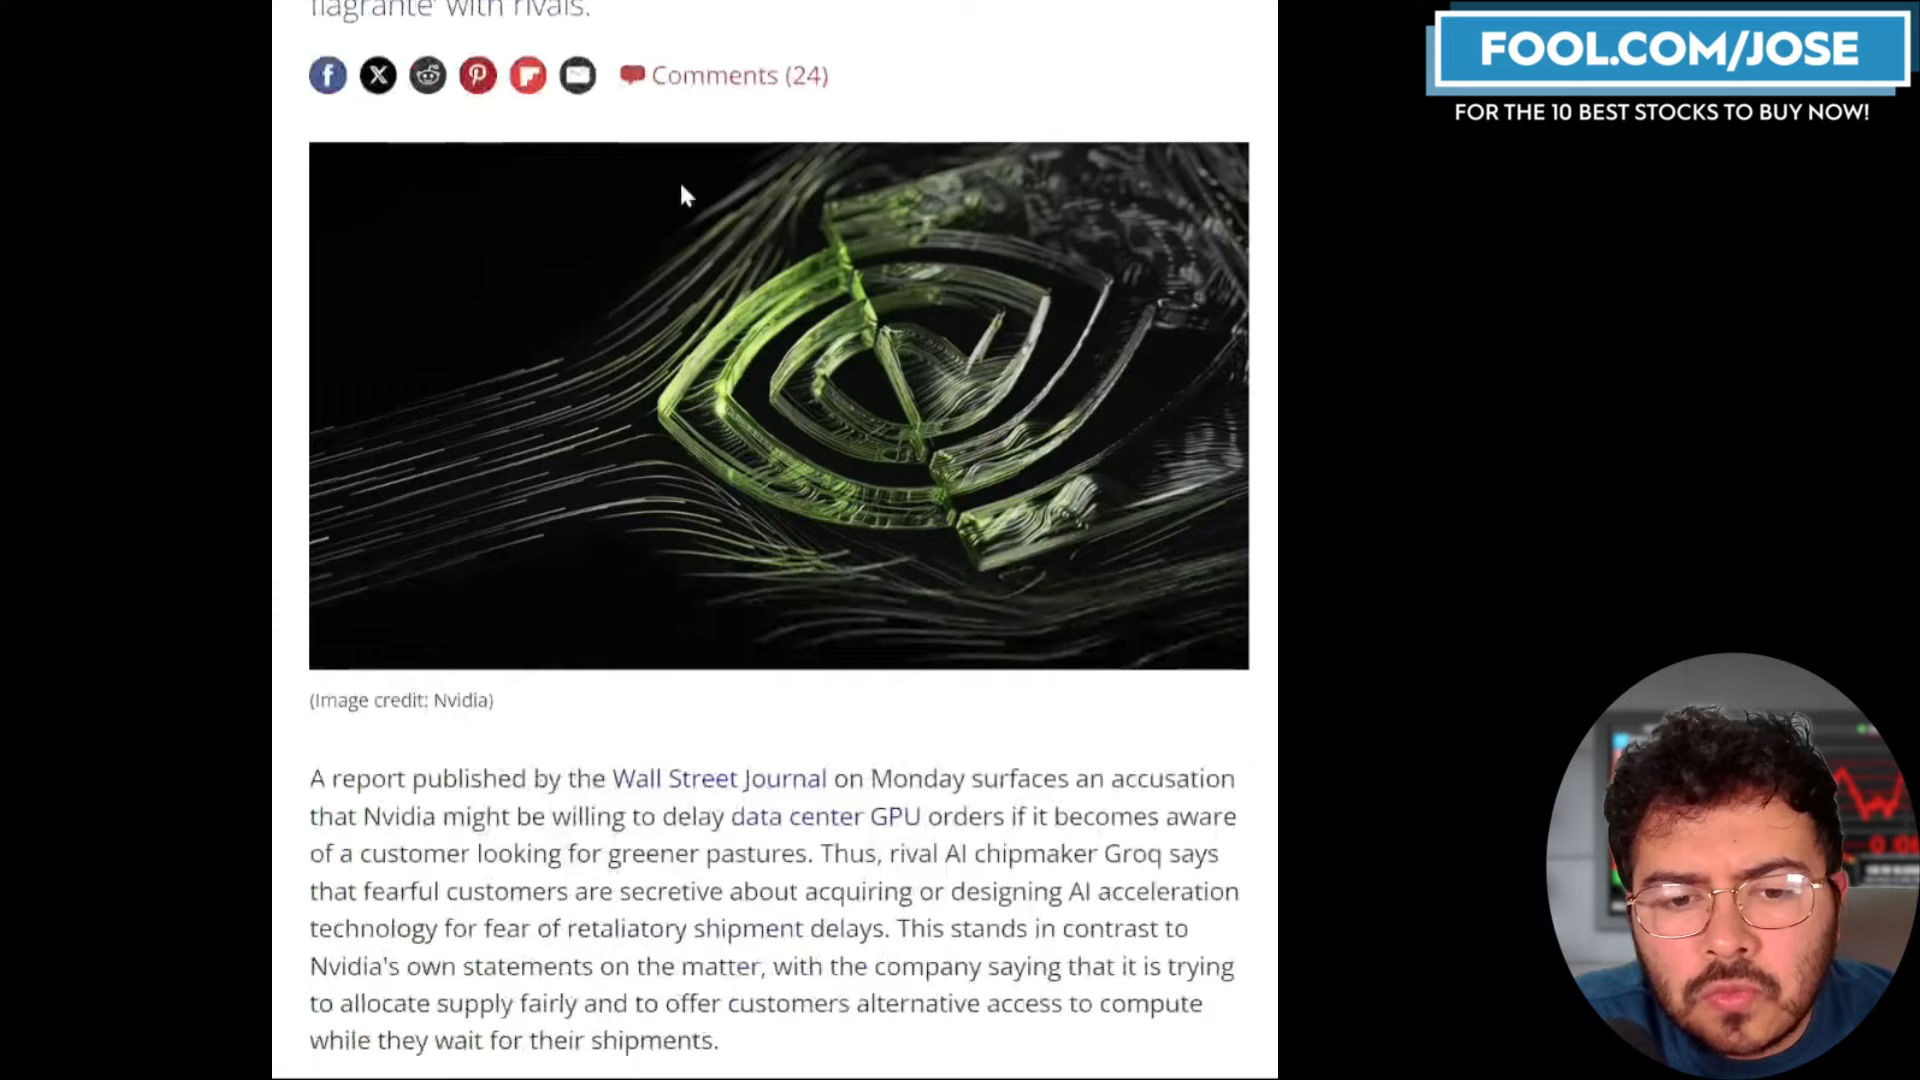 flagrante' with rivals.
FOOL.COM/JOSE
FOR THE 10 BEST STOCKS TO BUY NOW!
Comments (24)
(Image credit: Nvidia)
A report published by the Wall Street Journal on Monday surfaces an accusation
that Nvidia might be willing to delay data center GPU orders if it becomes aware
of a customer looking for greener pastures. Thus, rival AI chipmaker Groq says
that fearful customers are secretive about acquiring or designing AI acceleration
technology for fear of retaliatory shipment delays. This stands in contrast to
Nvidia's own statements on the matter, with the company saying that it is trying
to allocate supply fairly and to offer customers alternative access to compute
while they wait for their shipments.